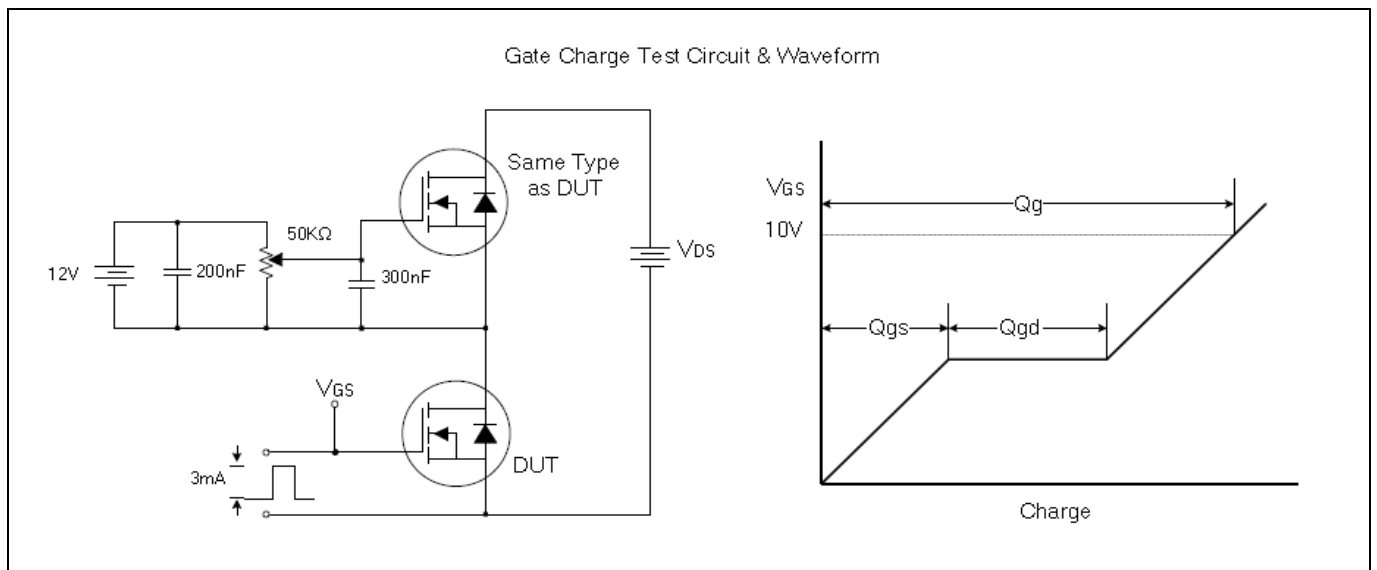 Gate Charge Test Circuit & Waveform
Same Type
as DUT
50KΩ
12V
200nF
300nF
VDS
VGS
DUT
3mA
VGS
10V
Qg
Qgs
Qgd
Charge